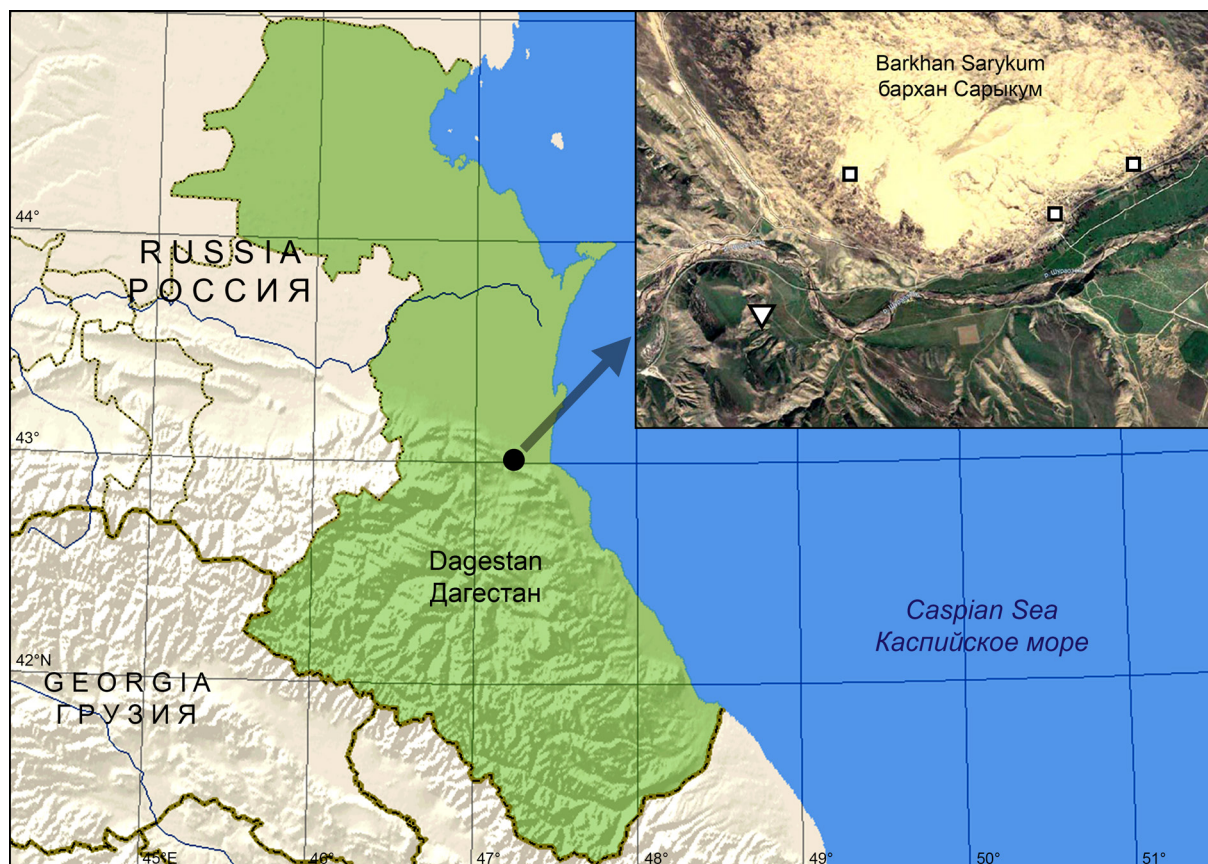 Barkhan Sarykum
бархан Сарыкум
44°
RUSSIA
РОССИЯ
43°
Dagestan
Дагестан
Caspian Sea
Каспийское море
42°N
GEORGIA
ГРУЗИЯ
45°E
46°
47°
48°
49°
50°
51°